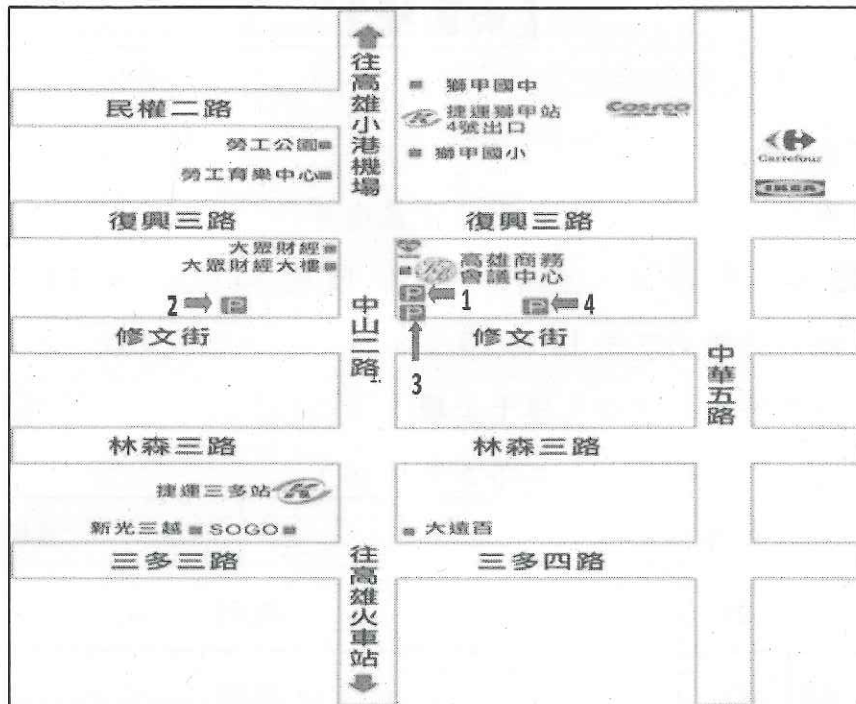 往高雄小港機場
獅甲國中
捷運獅甲站
4號出口
獅甲國小
Costco
Carrefour
IKEA
民權二路
勞工公園
勞工育樂中心
復興三路
復興三路
大眾財經
大眾財經大樓
高雄商務
會議中心
2
P
P
1
P
4
P
3
中山二路
修文街
修文街
中華五路
林森三路
林森三路
捷運三多站
新光三越
SOGO
大遠百
三多三路
三多四路
往高雄火車站